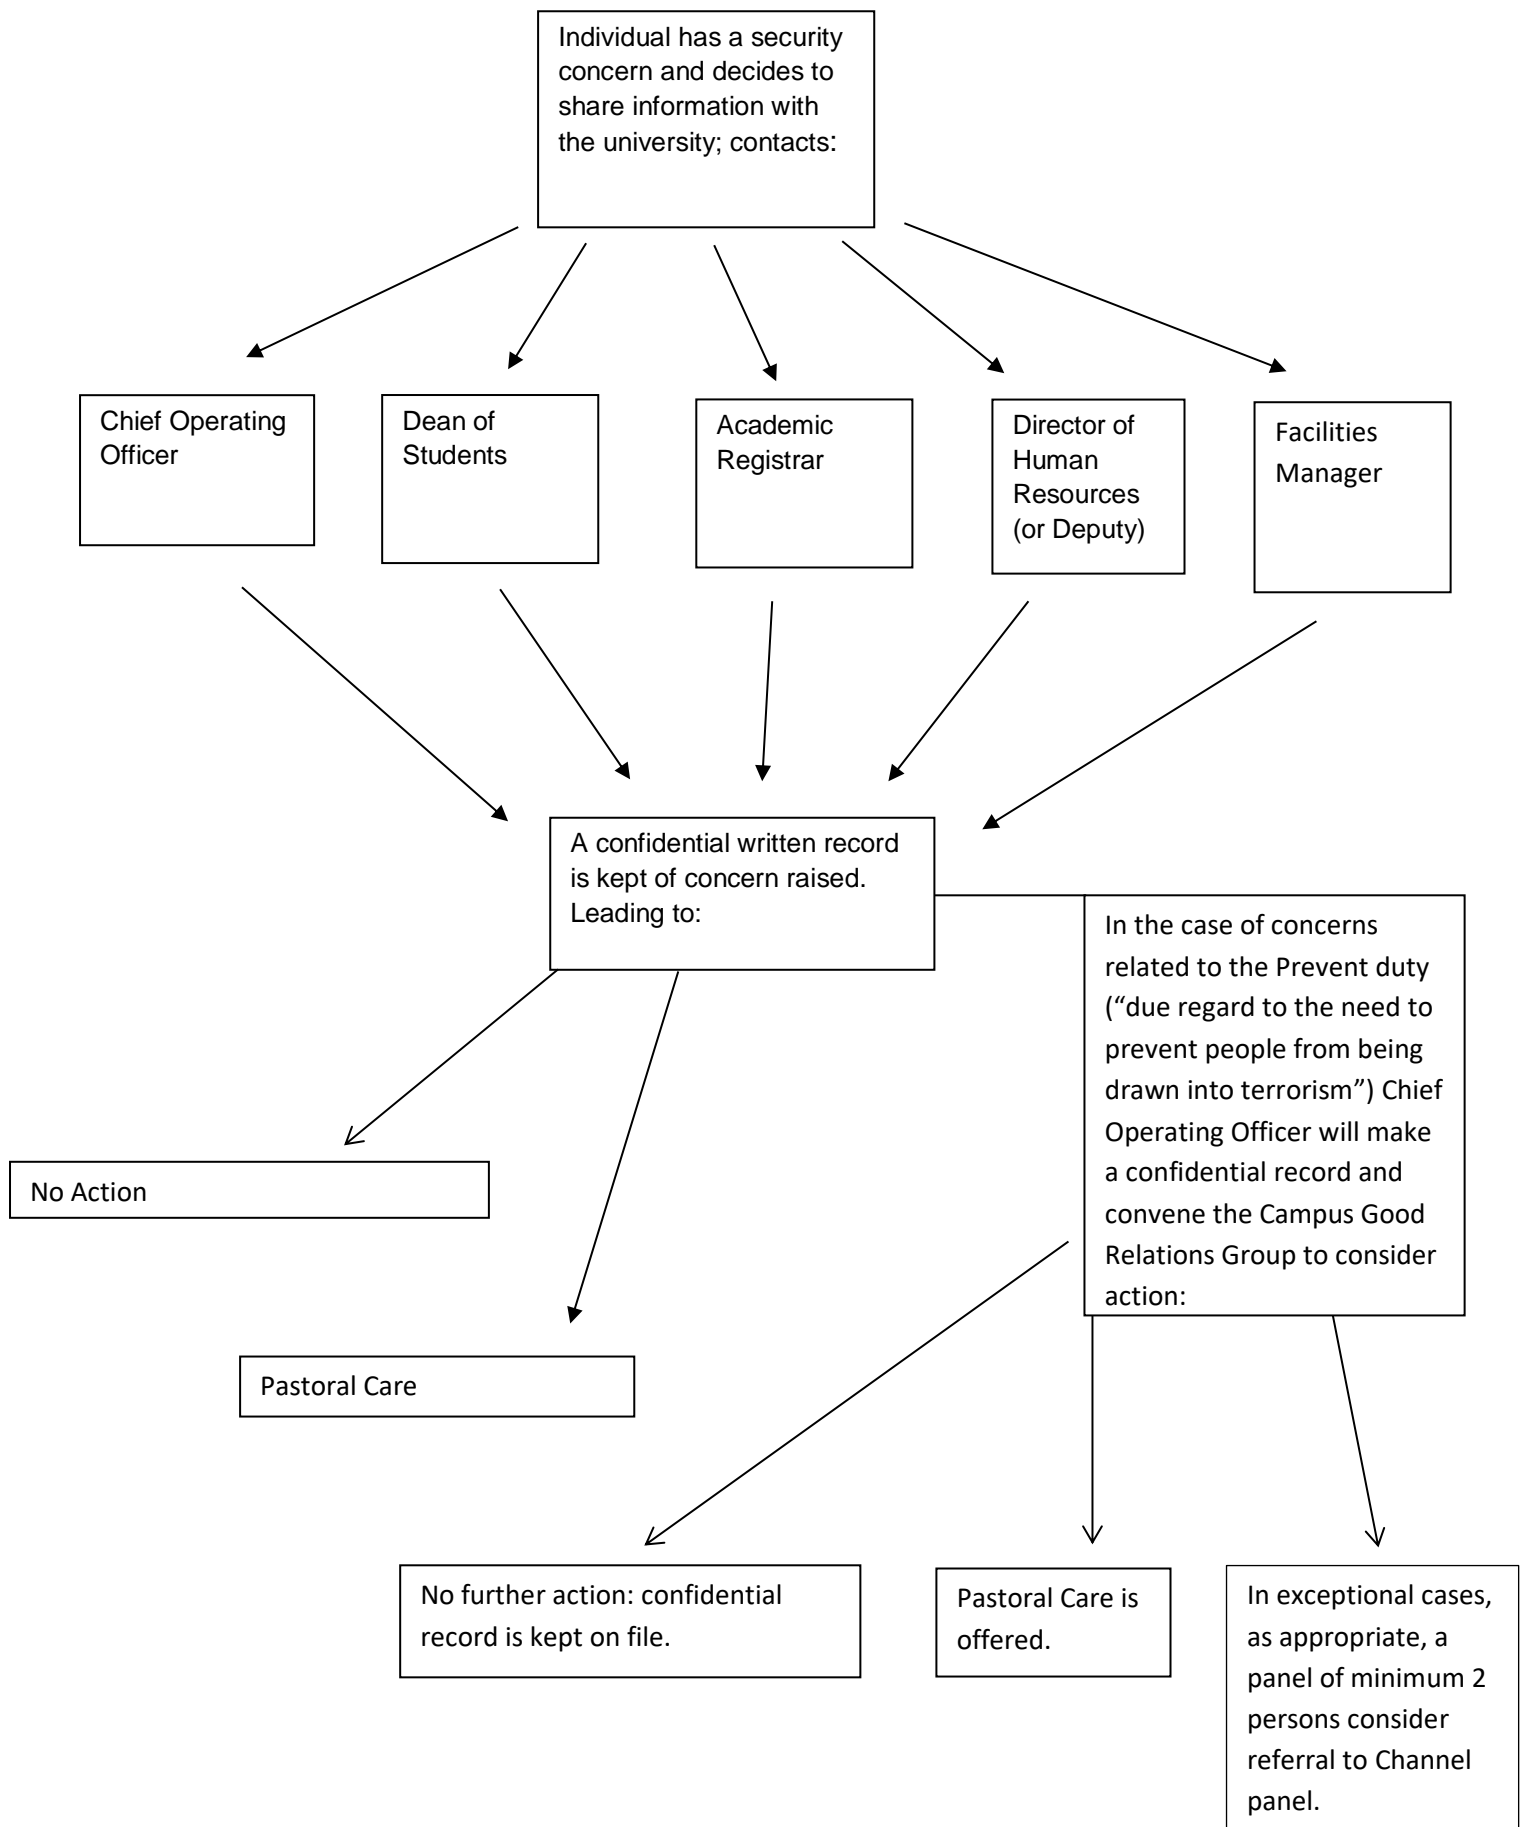 Individual has a security
concern and decides to
share information with
the university; contacts:
Chief Operating
Officer
Dean of
Students
Academic
Registrar
Director of
Human
Resources
(or Deputy)
Facilities
Manager
A confidential written record
is kept of concern raised.
Leading to:
In the case of concerns
related to the Prevent duty
(“due regard to the need to
prevent people from being
drawn into terrorism”) Chief
Operating Officer will make
a confidential record and
convene the Campus Good
Relations Group to consider
action:
No Action
Pastoral Care
No further action: confidential
record is kept on file.
Pastoral Care is
offered.
In exceptional cases,
as appropriate, a
panel of minimum 2
persons consider
referral to Channel
panel.